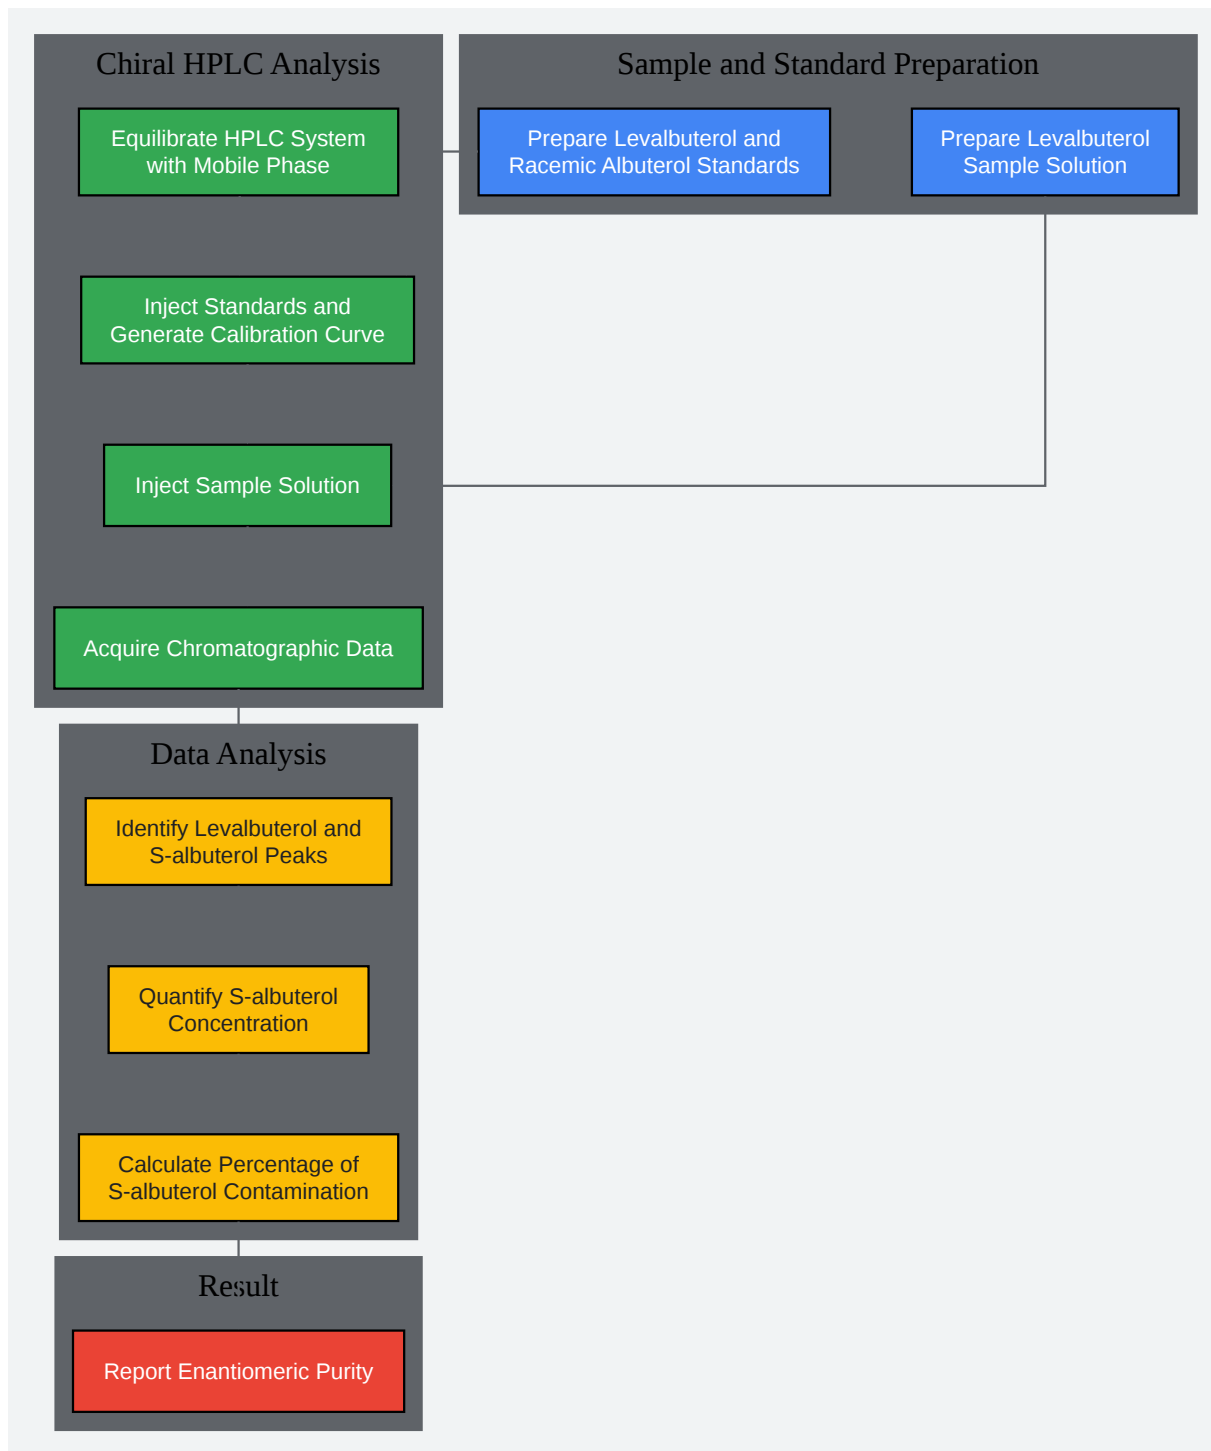 Chiral HPLC Analysis
Equilibrate HPLC System
with Mobile Phase
Inject Standards and
Generate Calibration Curve
Inject Sample Solution
Acquire Chromatographic Data
Sample and Standard Preparation
Prepare Levalbuterol and
Racemic Albuterol Standards
Prepare Levalbuterol
Sample Solution
Data Analysis
Identify Levalbuterol and
S-albuterol Peaks
Quantify S-albuterol
Concentration
Calculate Percentage of
S-albuterol Contamination
Result
Report Enantiomeric Purity